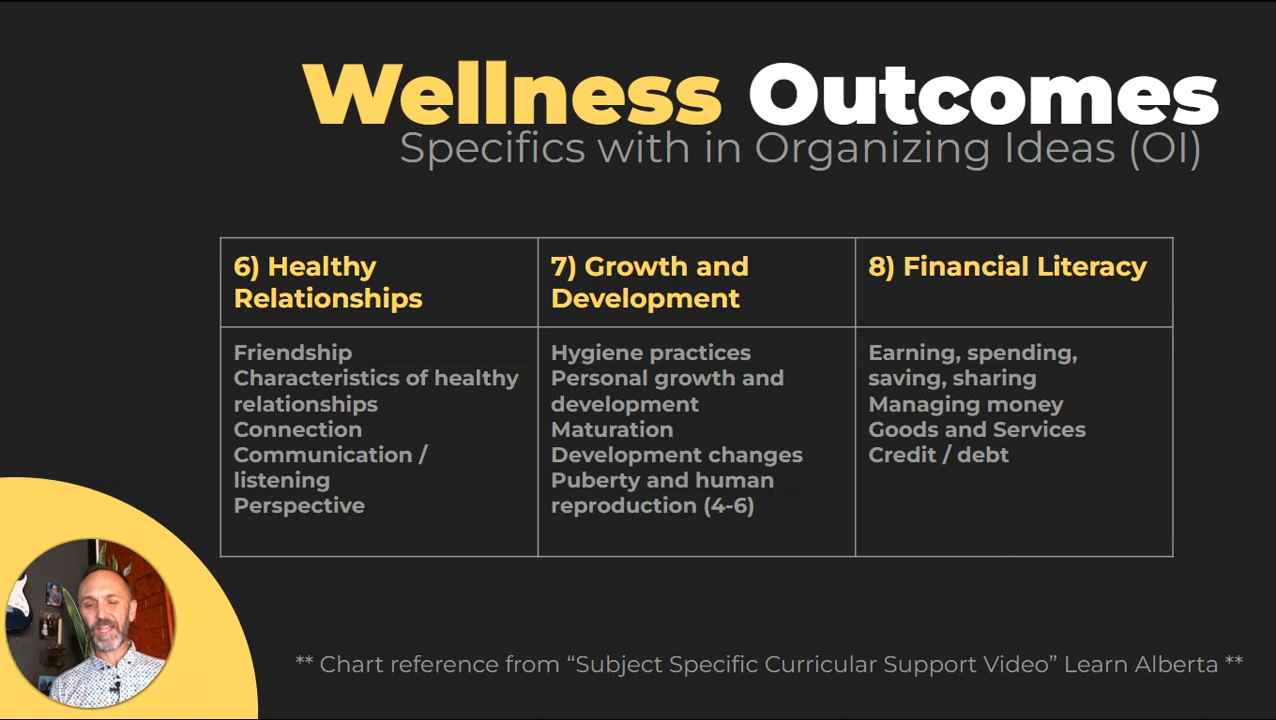 Wellness Outcomes
Specifics with in Organizing Ideas (OI)
6) Healthy
Relationships
7) Growth and
Development
8) Financial Literacy
Friendship
Characteristics of healthy
relationships
Connection
Communication /
listening
Perspective
Hygiene practices
Personal growth and
development
Maturation
Development changes
Puberty and human
reproduction (4-6)
Earning, spending,
saving, sharing
Managing money
Goods and Services
Credit / debt
** Chart reference from “Subject Specific Curricular Support Video” Learn Alberta **